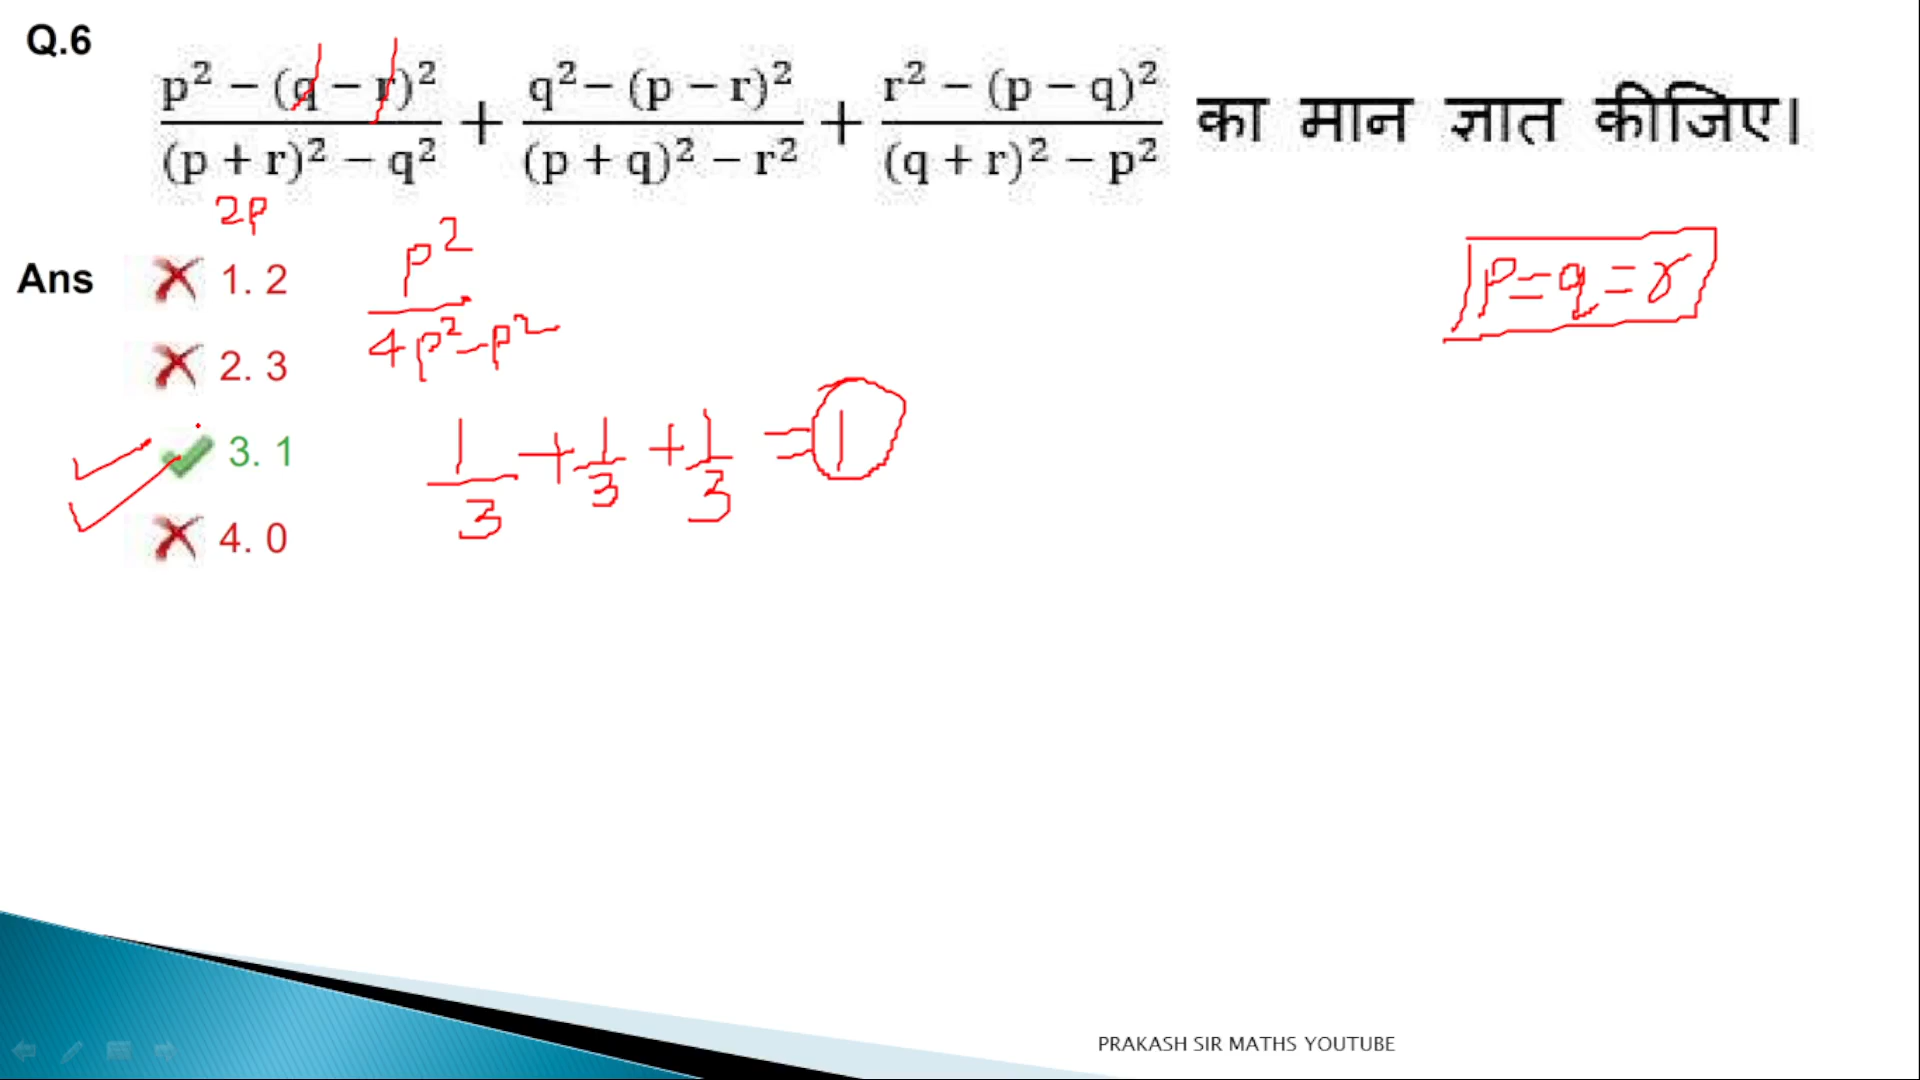 Q.6
p² − (q − r)² / (p + r)² − q² + q² − (p − r)² / (p + q)² − r² + r² − (p − q)² / (q + r)² − p² का मान ज्ञात कीजिए।
2p
p² / 4p² − p²
p = q = r
Ans 1. 2
2. 3
3. 1
1/3 + 1/3 + 1/3 = 1
4. 0
PRAKASH SIR MATHS YOUTUBE